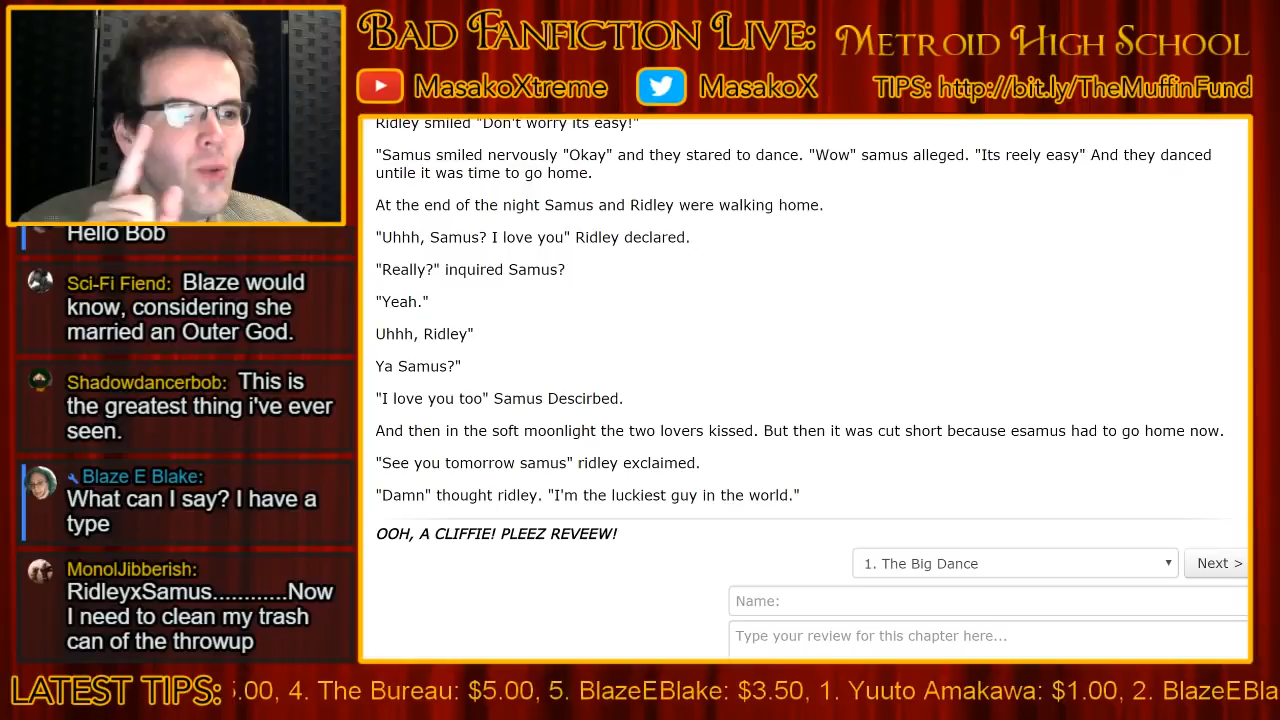 BAD FANFICTION LIVE:
METROID HIGH SCHOOL
MasakoXtreme
MasakoX
TIPS: http://bit.ly/TheMuffinFund
Hello Bob
Sci-Fi Fiend: Blaze would
know, considering she
married an Outer God.
Shadowdancerbob: This is
the greatest thing i've ever
seen.
Blaze E Blake:
What can I say? I have a
type
MonolJibberish:
RidleyxSamus............Now
I need to clean my trash
can of the throwup
Ridley smiled "Don't worry its easy!"
"Samus smiled nervously "Okay" and they stared to dance. "Wow" samus alleged. "Its reely easy" And they danced
untile it was time to go home.
At the end of the night Samus and Ridley were walking home.
"Uhhh, Samus? I love you" Ridley declared.
"Really?" inquired Samus?
"Yeah."
Uhhh, Ridley"
Ya Samus?"
"I love you too" Samus Descirbed.
And then in the soft moonlight the two lovers kissed. But then it was cut short because esamus had to go home now.
"See you tomorrow samus" ridley exclaimed.
"Damn" thought ridley. "I'm the luckiest guy in the world."
OOH, A CLIFFIE! PLEEZ REVEEW!
1. The Big Dance
Next >
Name:
Type your review for this chapter here...
LATEST TIPS: 5.00, 4. The Bureau: $5.00, 5. BlazeEBlake: $3.50, 1. Yuuto Amakawa: $1.00, 2. BlazeEBla